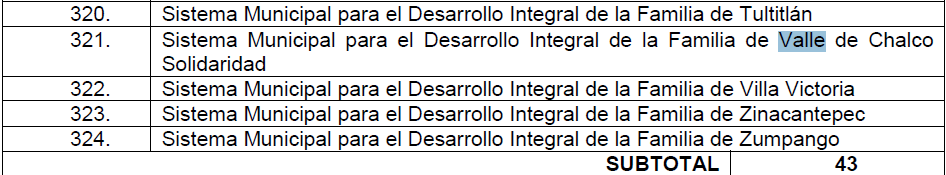 320. Sistema Municipal para el Desarrollo Integral de la Familia de Tultitlán
321. Sistema Municipal para el Desarrollo Integral de la Familia de Valle de Chalco
Solidaridad
322. Sistema Municipal para el Desarrollo Integral de la Familia de Villa Victoria
323. Sistema Municipal para el Desarrollo Integral de la Familia de Zinacantepec
324. Sistema Municipal para el Desarrollo Integral de la Familia de Zumpango
SUBTOTAL 43